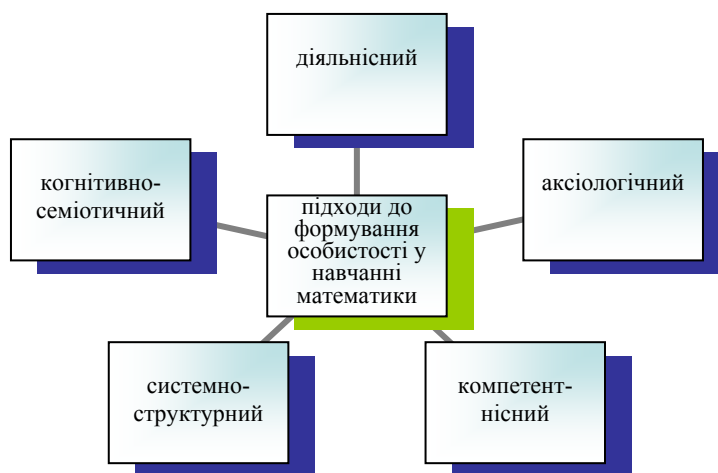 діяльнісний
когнітивно-
семіотичний
аксіологічний
підходи до
формування
особистості у
навчанні
математики
системно-
структурний
компетент-
нісний